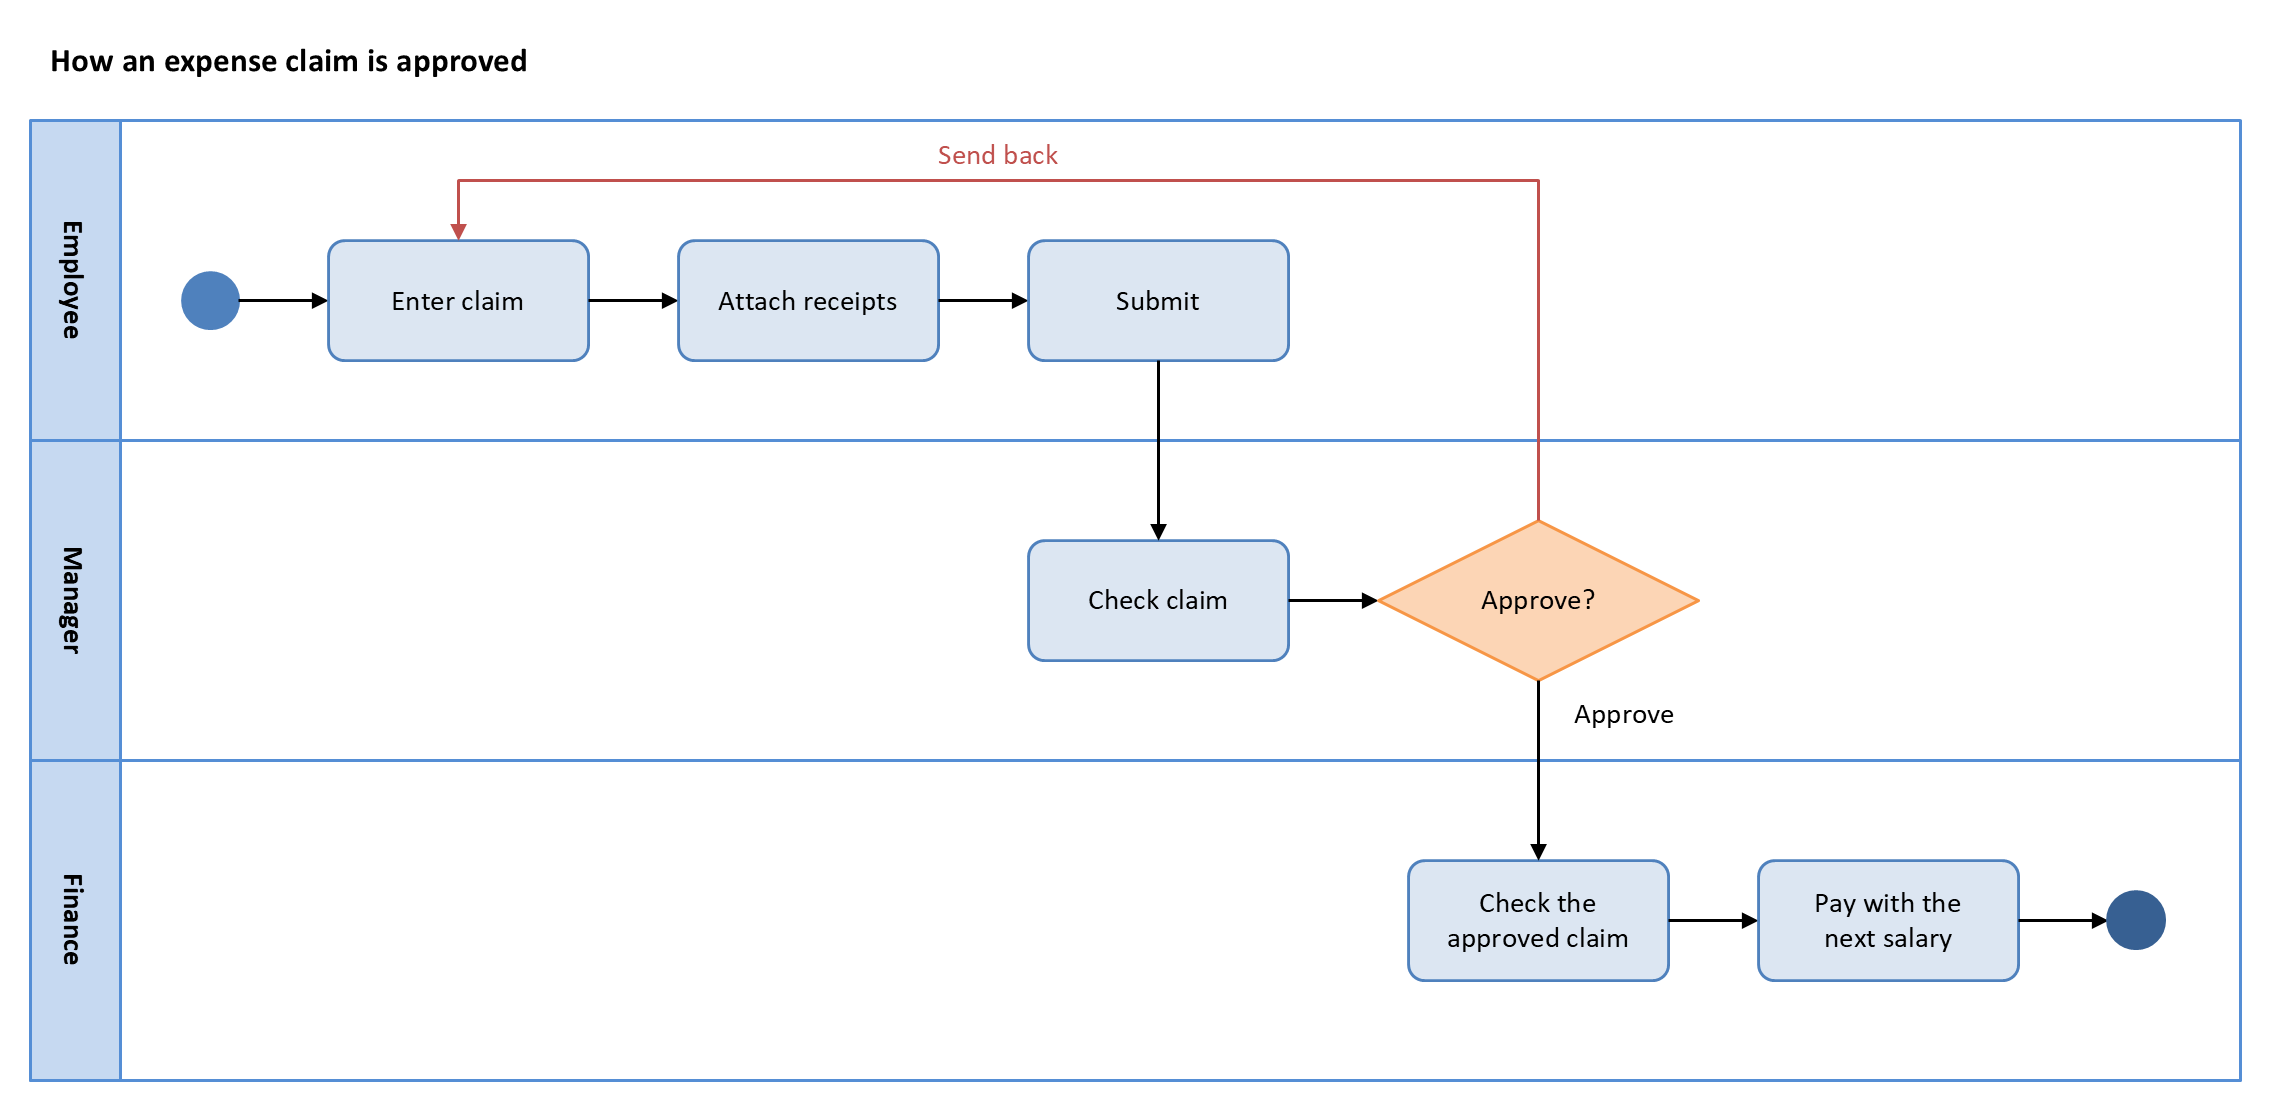 How an expense claim is approved
Employee
Send back
Enter claim
Attach receipts
Submit
Manager
Check claim
Approve?
Approve
Finance
Check the
approved claim
Pay with the
next salary